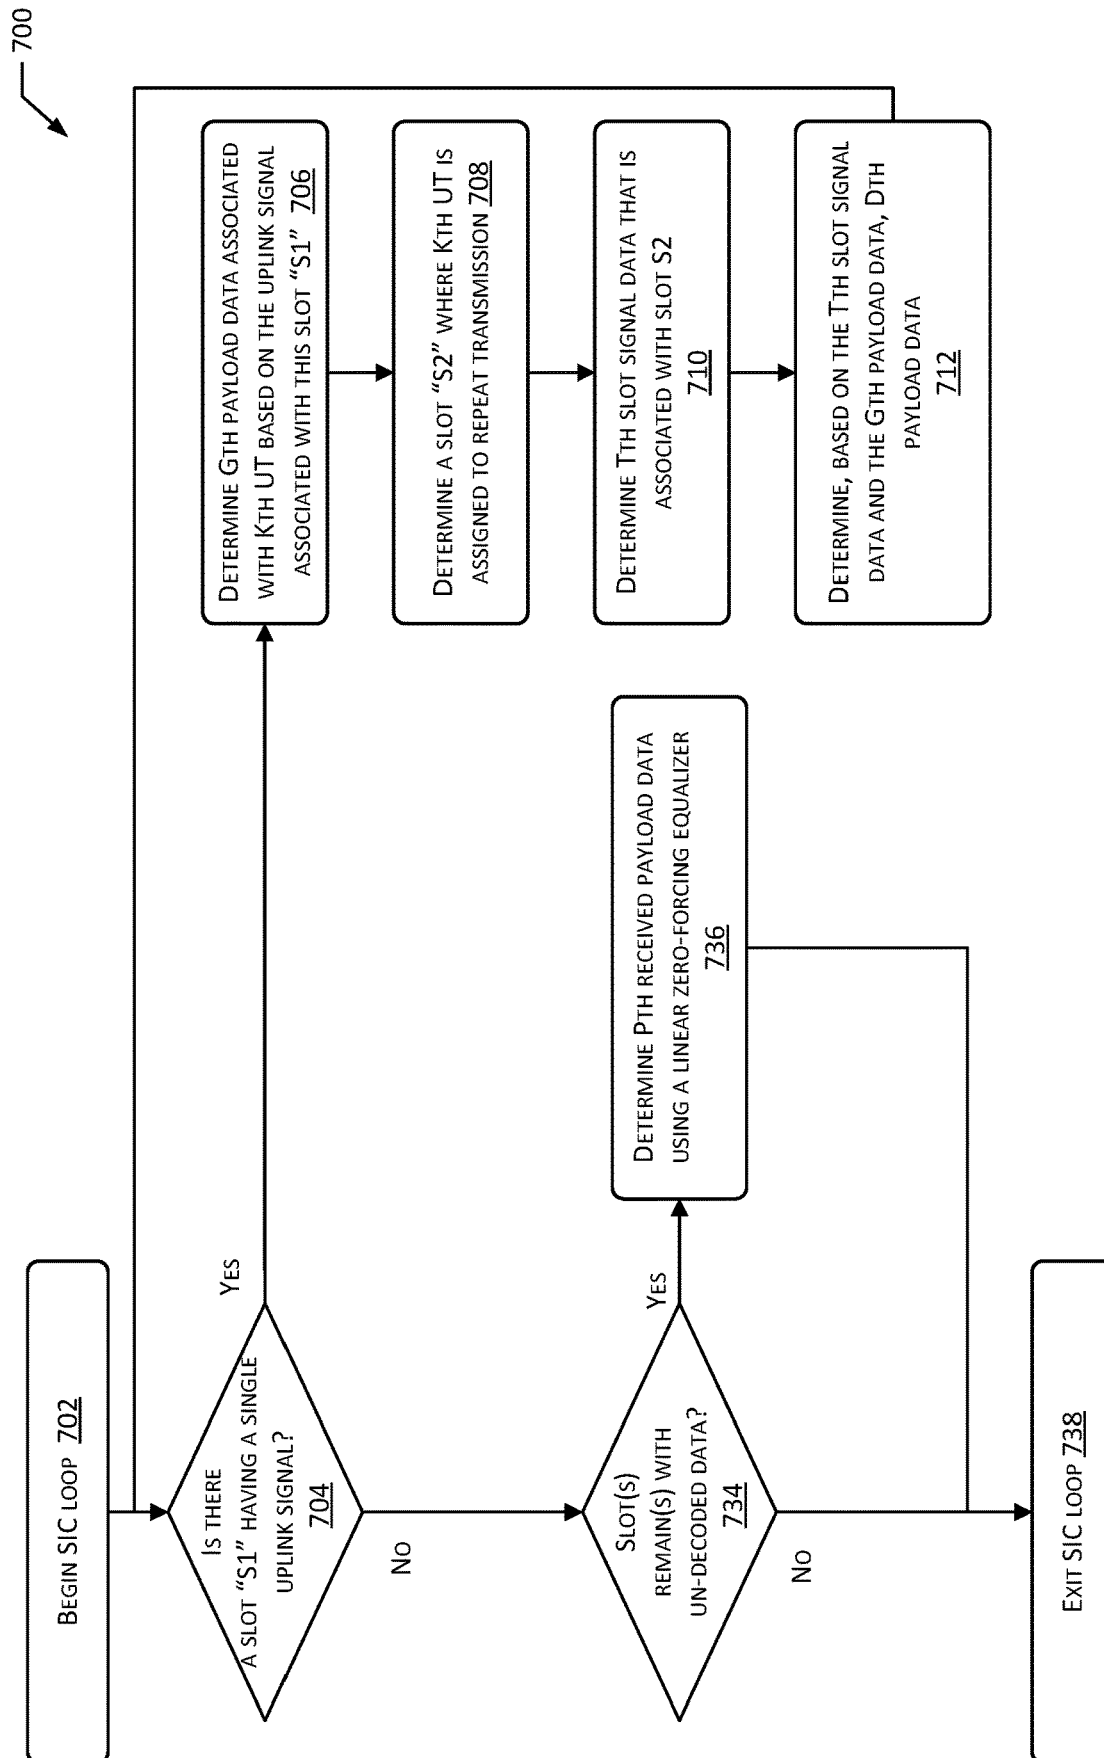 700
BEGIN SIC LOOP 702
IS THERE
A SLOT “S1” HAVING A SINGLE
UPLINK SIGNAL?
704
YES
NO
DETERMINE GTH PAYLOAD DATA ASSOCIATED
WITH KTH UT BASED ON THE UPLINK SIGNAL
ASSOCIATED WITH THIS SLOT “S1” 706
DETERMINE A SLOT “S2” WHERE KTH UT IS
ASSIGNED TO REPEAT TRANSMISSION 708
DETERMINE TTH SLOT SIGNAL DATA THAT IS
ASSOCIATED WITH SLOT S2
710
DETERMINE, BASED ON THE TTH SLOT SIGNAL
DATA AND THE GTH PAYLOAD DATA, DTH
PAYLOAD DATA
712
SLOT(S)
REMAIN(S) WITH
UN-DECODED DATA?
734
YES
NO
DETERMINE PTH RECEIVED PAYLOAD DATA
USING A LINEAR ZERO-FORCING EQUALIZER
736
EXIT SIC LOOP 738